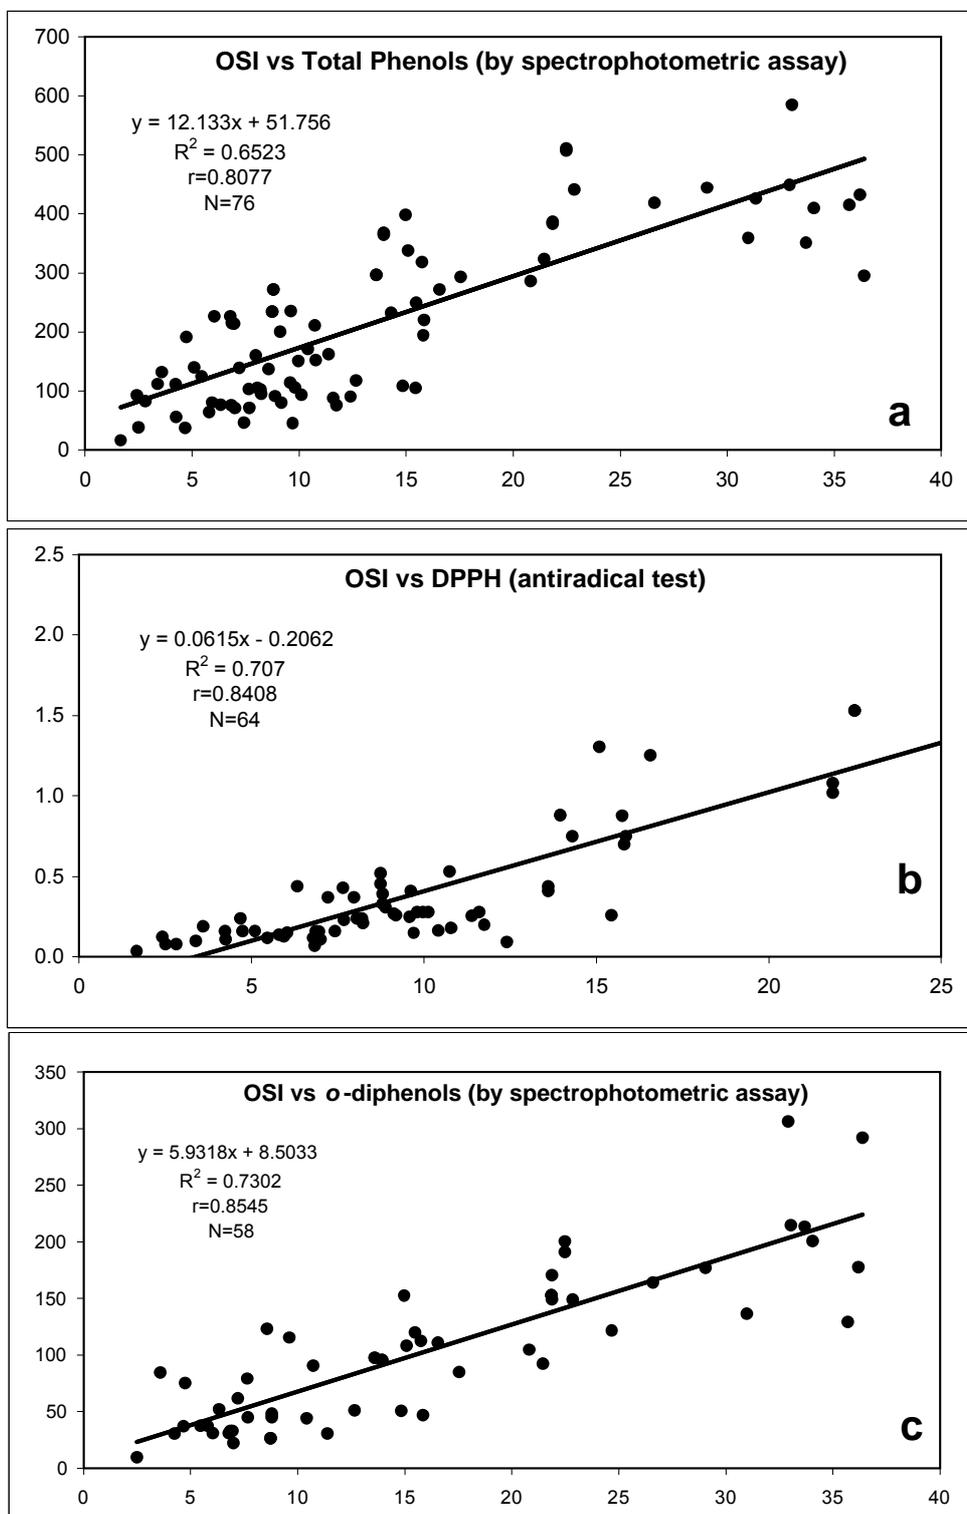 OSI vs Total Phenols (by spectrophotometric assay)
y = 12.133x + 51.756
R² = 0.6523
r=0.8077
N=76
700
600
500
400
300
200
100
0
0 5 10 15 20 25 30 35 40
a
OSI vs DPPH (antiradical test)
y = 0.0615x - 0.2062
R² = 0.707
r=0.8408
N=64
2.5
2.0
1.5
1.0
0.5
0.0
0 5 10 15 20 25
b
OSI vs o-diphenols (by spectrophotometric assay)
y = 5.9318x + 8.5033
R² = 0.7302
r=0.8545
N=58
350
300
250
200
150
100
50
0
0 5 10 15 20 25 30 35 40
c